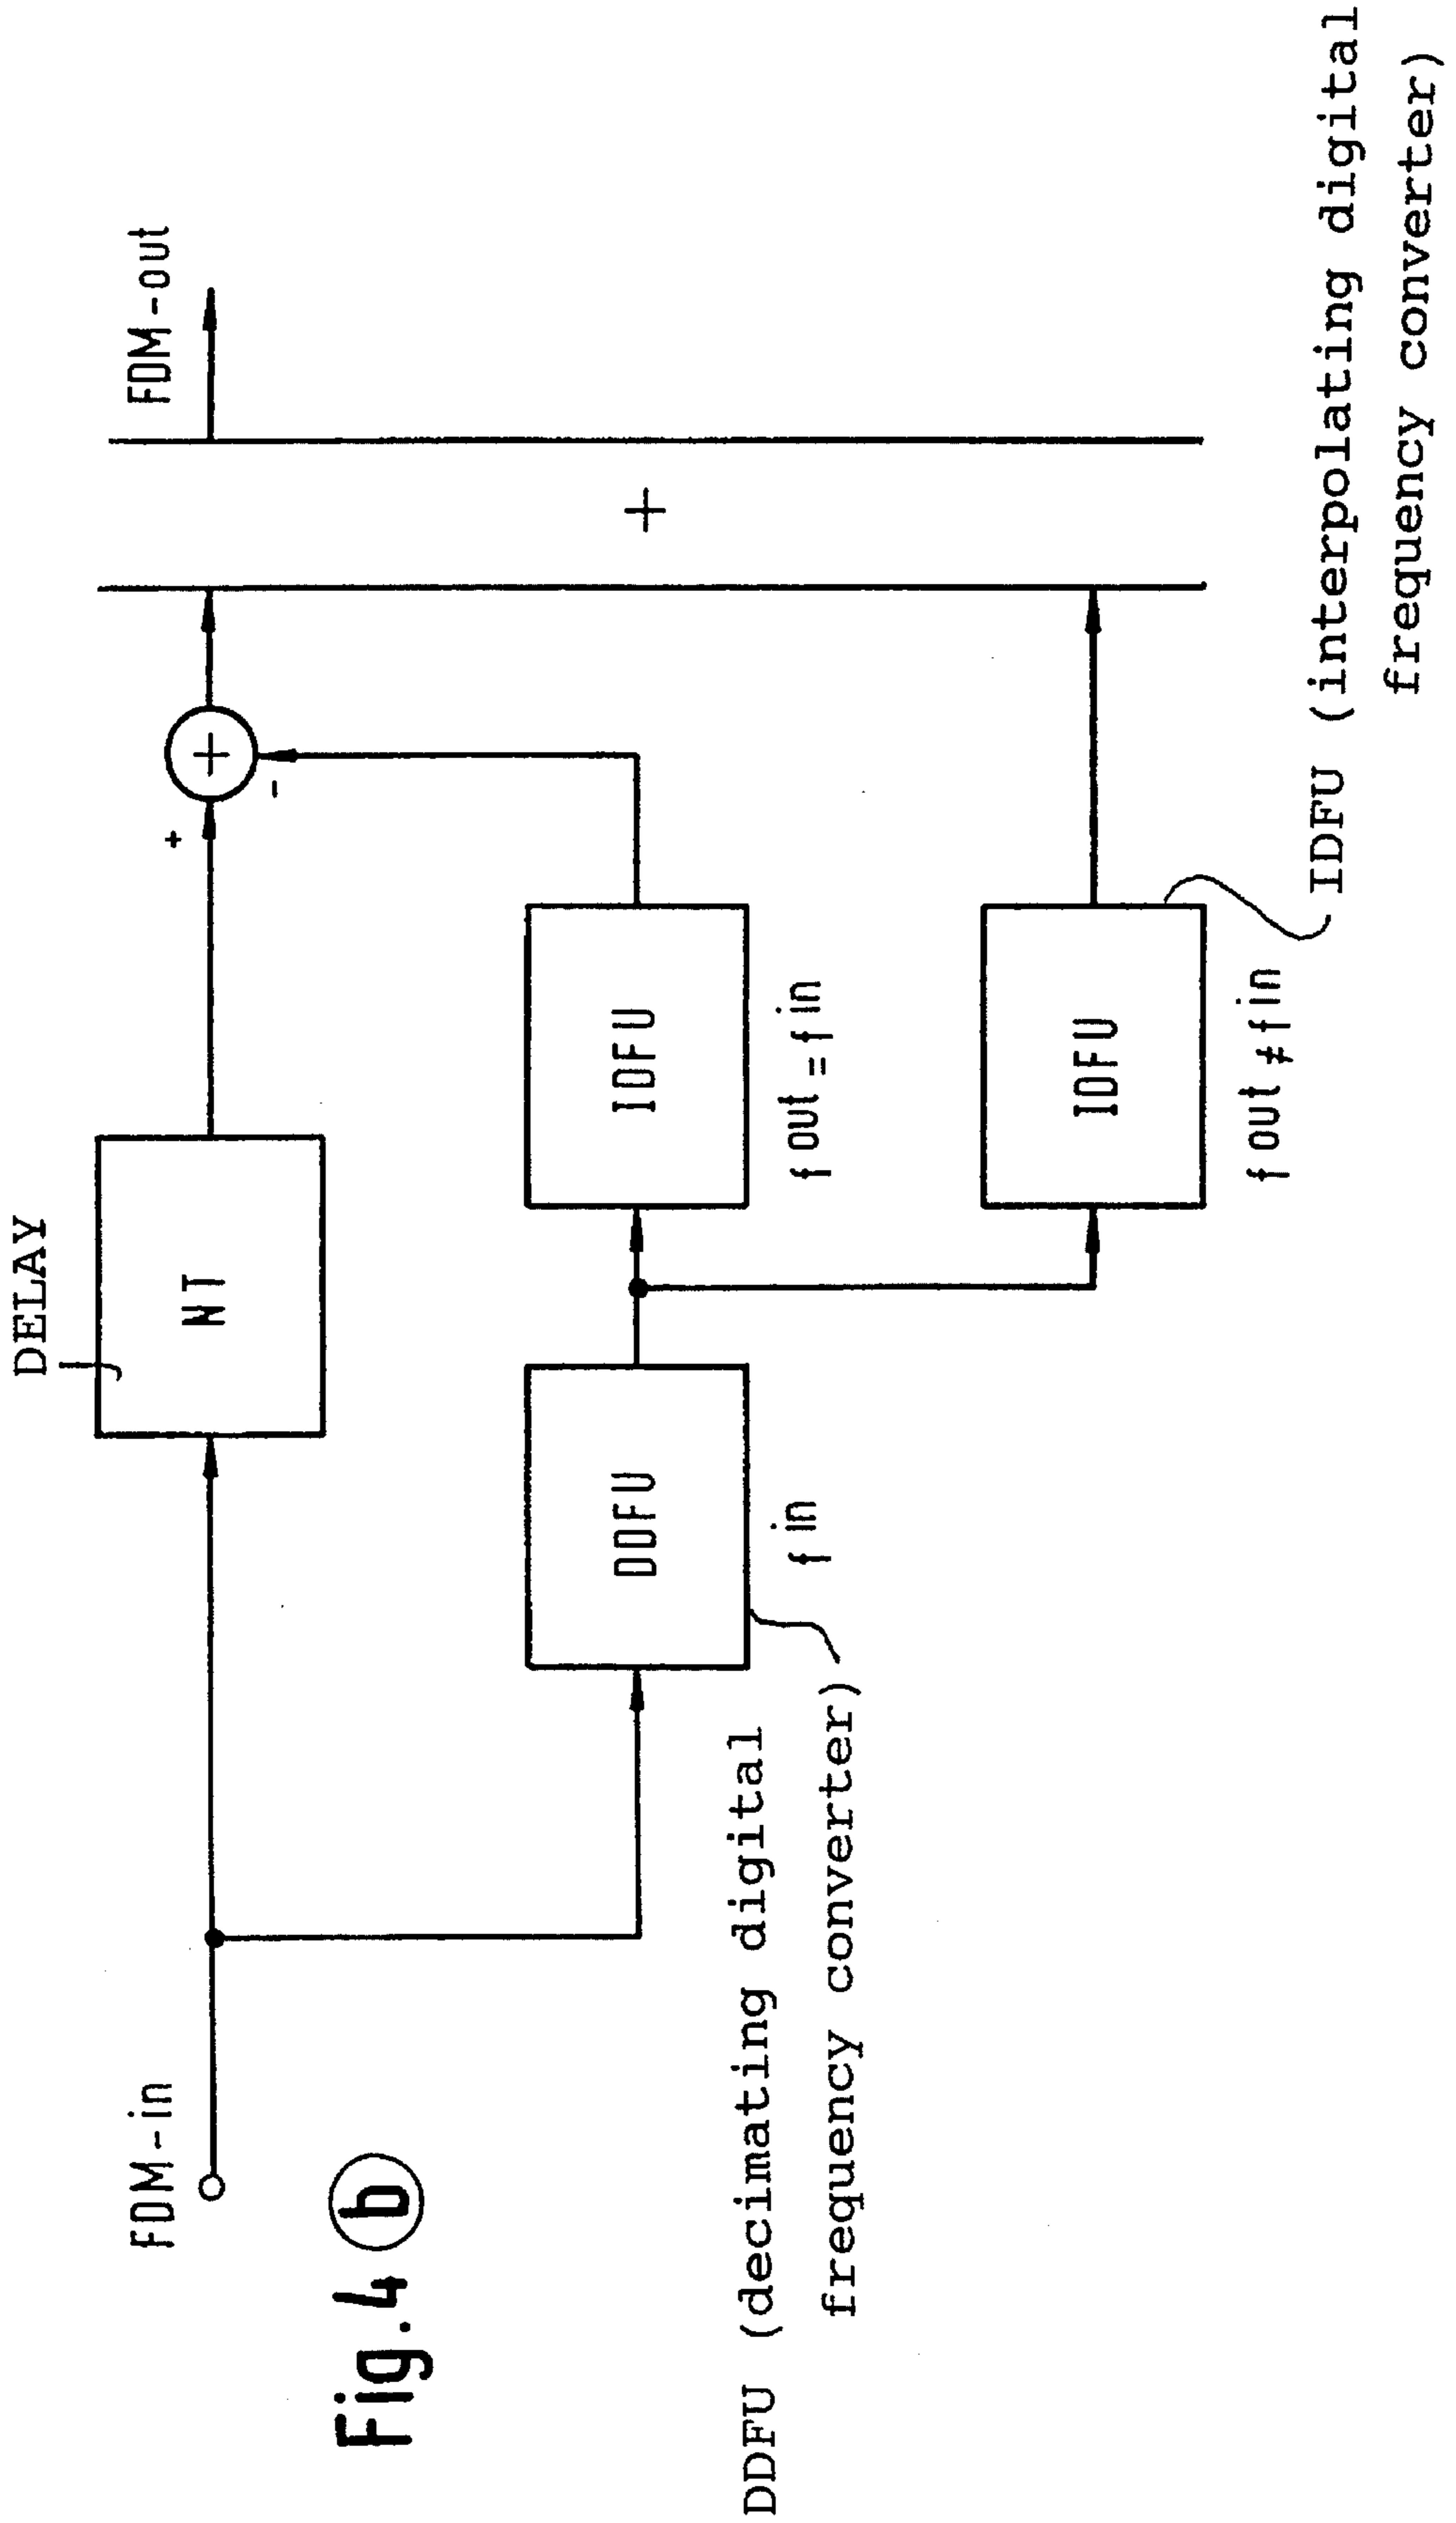 FDM-in
Fig.4 b
DELAY
NT
+
-
+
+
FDM-out
DDFU
f in
DDFU (decimating digital
frequency converter)
IDFU
f out = f in
IDFU
f out ≠ f in
IDFU (interpolating digital
frequency converter)